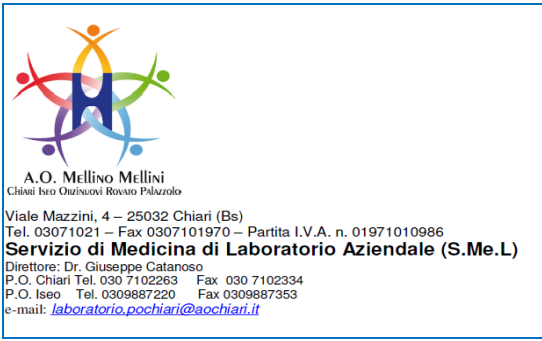 A.O. Mellino Mellini
Chiari Iseo Orzinuovi Rovato Palazzolo
Viale Mazzini, 4 – 25032 Chiari (Bs)
Tel. 03071021 – Fax 0307101970 – Partita I.V.A. n. 01971010986
Servizio di Medicina di Laboratorio Aziendale (S.Me.L)
Direttore: Dr. Giuseppe Catanoso
P.O. Chiari Tel. 030 7102263 Fax 030 7102334
P.O. Iseo Tel. 0309887220 Fax 0309887353
e-mail: laboratorio.pochiari@aochiari.it